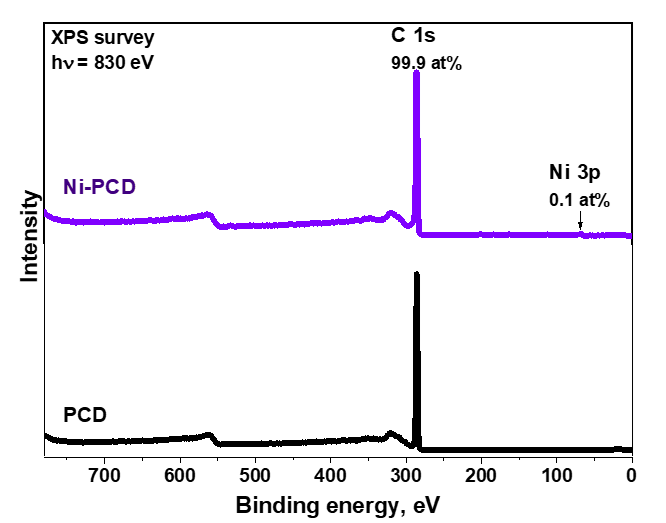 XPS survey
hν = 830 eV
C 1s
99.9 at%
Ni-PCD
Ni 3p
0.1 at%
Intensity
PCD
700 600 500 400 300 200 100 0
Binding energy, eV